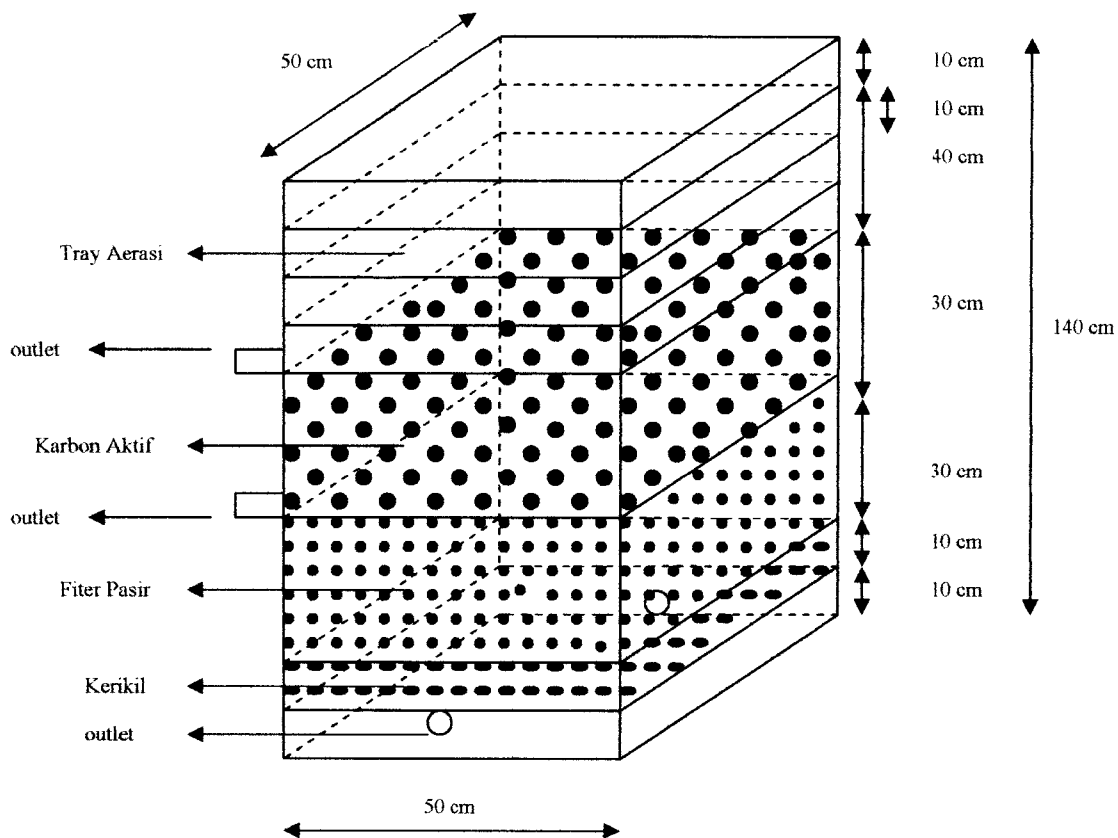 50 cm
10 cm
10 cm
40 cm
Tray Aerasi
30 cm
140 cm
outlet
Karbon Aktif
30 cm
outlet
10 cm
Fiter Pasir
10 cm
Kerikil
outlet
50 cm